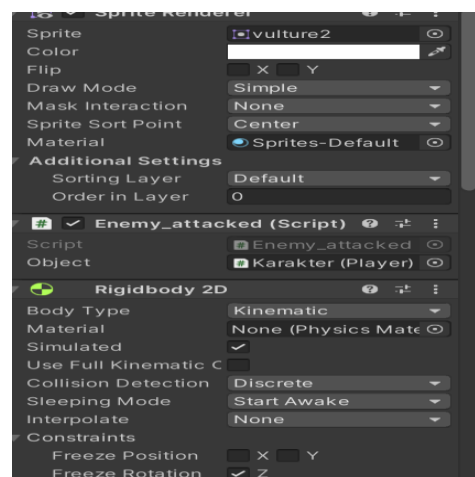 Sprite Renderer
Sprite vulture2
Color
Flip X Y
Draw Mode Simple
Mask Interaction None
Sprite Sort Point Center
Material Sprites-Default
Additional Settings
Sorting Layer Default
Order in Layer 0
# Enemy_attacked (Script)
Script # Enemy_attacked
Object # Karakter (Player)
Rigidbody 2D
Body Type Kinematic
Material None (Physics Mate
Simulated
Use Full Kinematic C
Collision Detection Discrete
Sleeping Mode Start Awake
Interpolate None
Constraints
Freeze Position X Y
Freeze Rotation Z